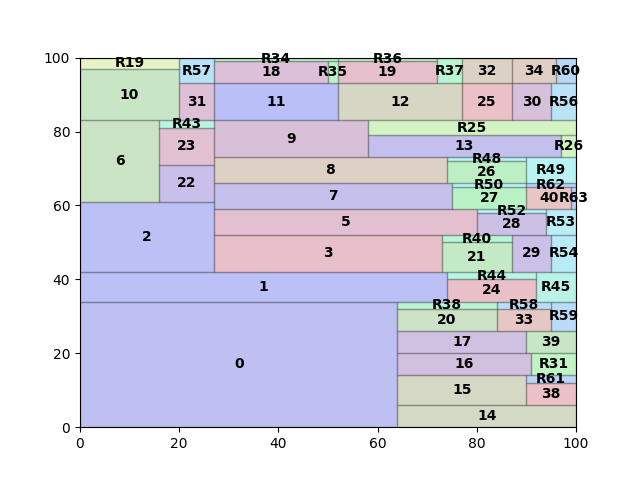 100
R19 R34 R36
R57 18 R35 19 R37 32 34 R60
10
31 11 12 25 30 R56
R43 R25
80
9
23 13 R26
6 R48
8 26 R49
22 R50 R62
7 27 40 R63
60
R52
5 28 R53
2 R40
3 21 29 R54
R44
40
1 24 R45
R38 R58
20 33 R59
17 39
20
0 16 R31
R61
15 38
14
0
0 20 40 60 80 100